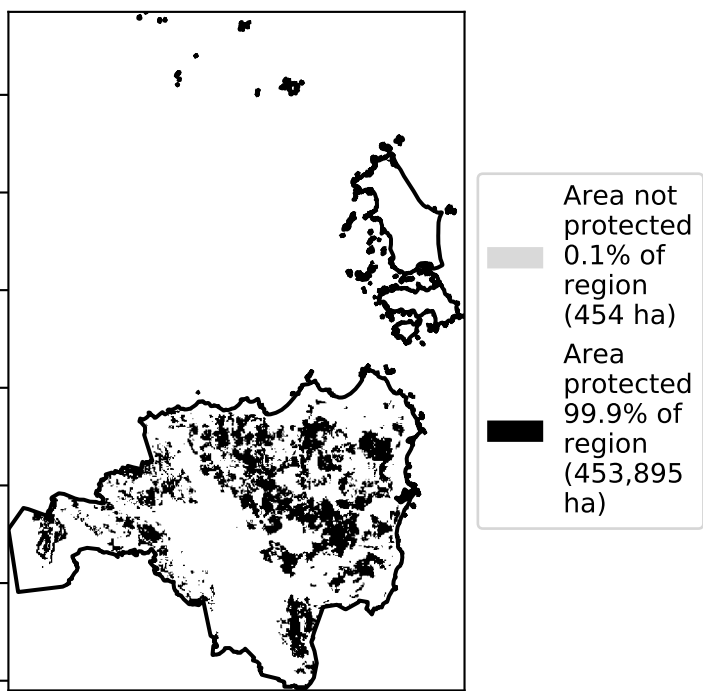 Area not
protected
0.1% of
region
(454 ha)
Area
protected
99.9% of
region
(453,895
ha)